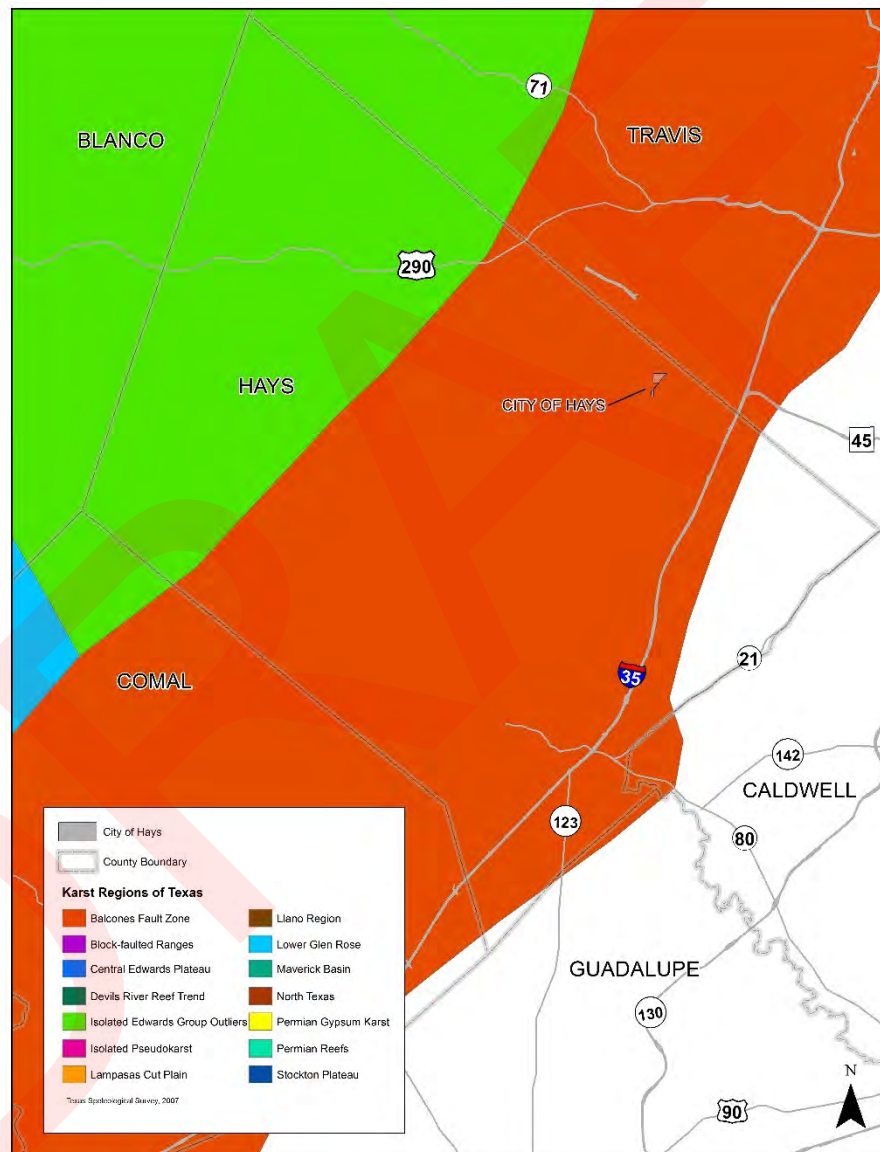 71
BLANCO
TRAVIS
290
HAYS
CITY OF HAYS
45
21
COMAL
35
142
CALDWELL
123
80
GUADALUPE
130
90
N
City of Hays
County Boundary
Karst Regions of Texas
Balcones Fault Zone
Block-faulted Ranges
Central Edwards Plateau
Devils River Reef Trend
Isolated Edwards Group Outliers
Isolated Pseudokarst
Lampasas Cut Plain
Llano Region
Lower Glen Rose
Maverick Basin
North Texas
Permian Gypsum Karst
Permian Reefs
Stockton Plateau
Texas Speleological Survey, 2007
DRAFT